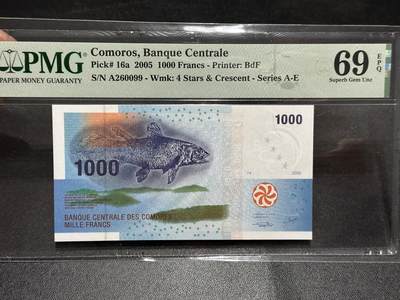 PMG
PAPER MONEY GUARANTY
Comoros, Banque Centrale
Pick# 16a 2005 1000 Francs - Printer: BdF
S/N A260099 - Wmk: 4 Stars & Crescent - Series A-E
69
EPQ
Superb Gem Unc
1000
1000
BANQUE CENTRALE DES COMORES
MILLE FRANCS